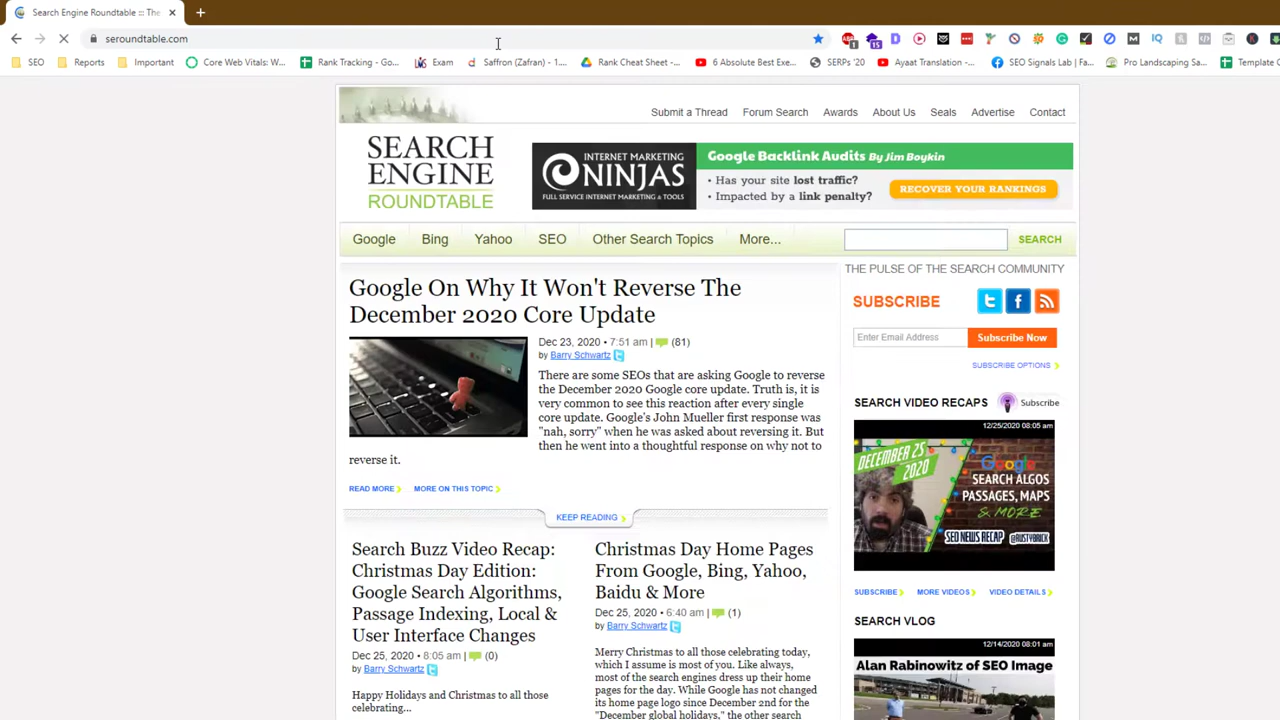 Search Engine Roundtable ::: The
seroundtable.com
SEO Reports Important Core Web Vitals: W... Rank Tracking - Go... Exam Saffron (Zafran) - 1.... Rank Cheat Sheet -... 6 Absolute Best Exe... SERPs '20 Ayaat Translation -... SEO Signals Lab | Fa... Pro Landscaping Sa... Template C
Submit a Thread Forum Search Awards About Us Seals Advertise Contact
SEARCH
ENGINE
ROUNDTABLE
INTERNET MARKETING
NINJAS
FULL SERVICE INTERNET MARKETING & TOOLS
Google Backlink Audits By Jim Boykin
• Has your site lost traffic?
• Impacted by a link penalty?
RECOVER YOUR RANKINGS
Google Bing Yahoo SEO Other Search Topics More... SEARCH
Google On Why It Won't Reverse The
December 2020 Core Update
Dec 23, 2020 • 7:51 am | (81)
by Barry Schwartz
There are some SEOs that are asking Google to reverse
the December 2020 Google core update. Truth is, it is
very common to see this reaction after every single
core update. Google's John Mueller first response was
"nah, sorry" when he was asked about reversing it. But
then he went into a thoughtful response on why not to
reverse it.
READ MORE MORE ON THIS TOPIC
KEEP READING
Search Buzz Video Recap:
Christmas Day Edition:
Google Search Algorithms,
Passage Indexing, Local &
User Interface Changes
Dec 25, 2020 • 8:05 am | (0)
by Barry Schwartz
Happy Holidays and Christmas to all those
celebrating...
Christmas Day Home Pages
From Google, Bing, Yahoo,
Baidu & More
Dec 25, 2020 • 6:40 am | (1)
by Barry Schwartz
Merry Christmas to all those celebrating today,
which I assume is most of you. Like always,
most of the search engines dress up their home
pages for the day. While Google has not changed
its home page logo since December 2nd for the
"December global holidays," the other search
THE PULSE OF THE SEARCH COMMUNITY
SUBSCRIBE
Enter Email Address Subscribe Now
SUBSCRIBE OPTIONS
SEARCH VIDEO RECAPS Subscribe
12/25/2020 08:05 am
DECEMBER 25
2020
Google
SEARCH ALGOS
PASSAGES, MAPS
& MORE
SEO NEWS RECAP @RUSTYBRICK
SUBSCRIBE MORE VIDEOS VIDEO DETAILS
SEARCH VLOG
12/14/2020 08:01 am
Alan Rabinowitz of SEO Image